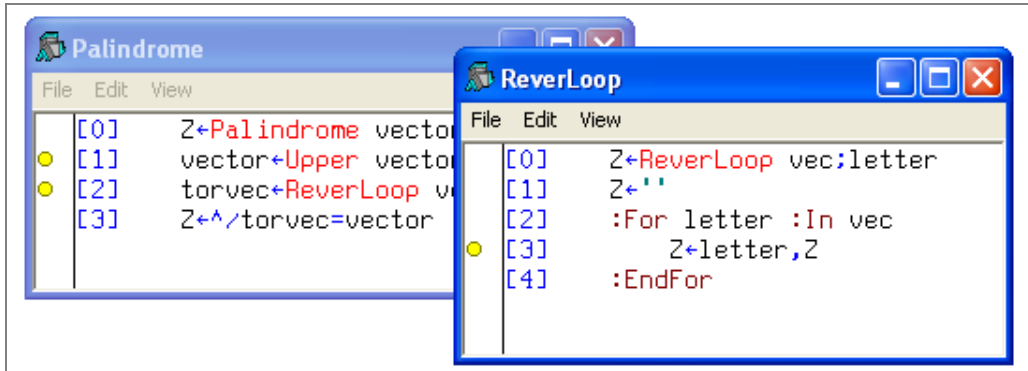 Palindrome
File Edit View
[0] Z←Palindrome vector
[1] vector←Upper vector
[2] torvec←ReverLoop
[3] Z←^/torvec=vector
ReverLoop
File Edit View
[0] Z←ReverLoop vec;letter
[1] Z←''
[2] :For letter :In vec
[3] Z←letter,Z
[4] :EndFor